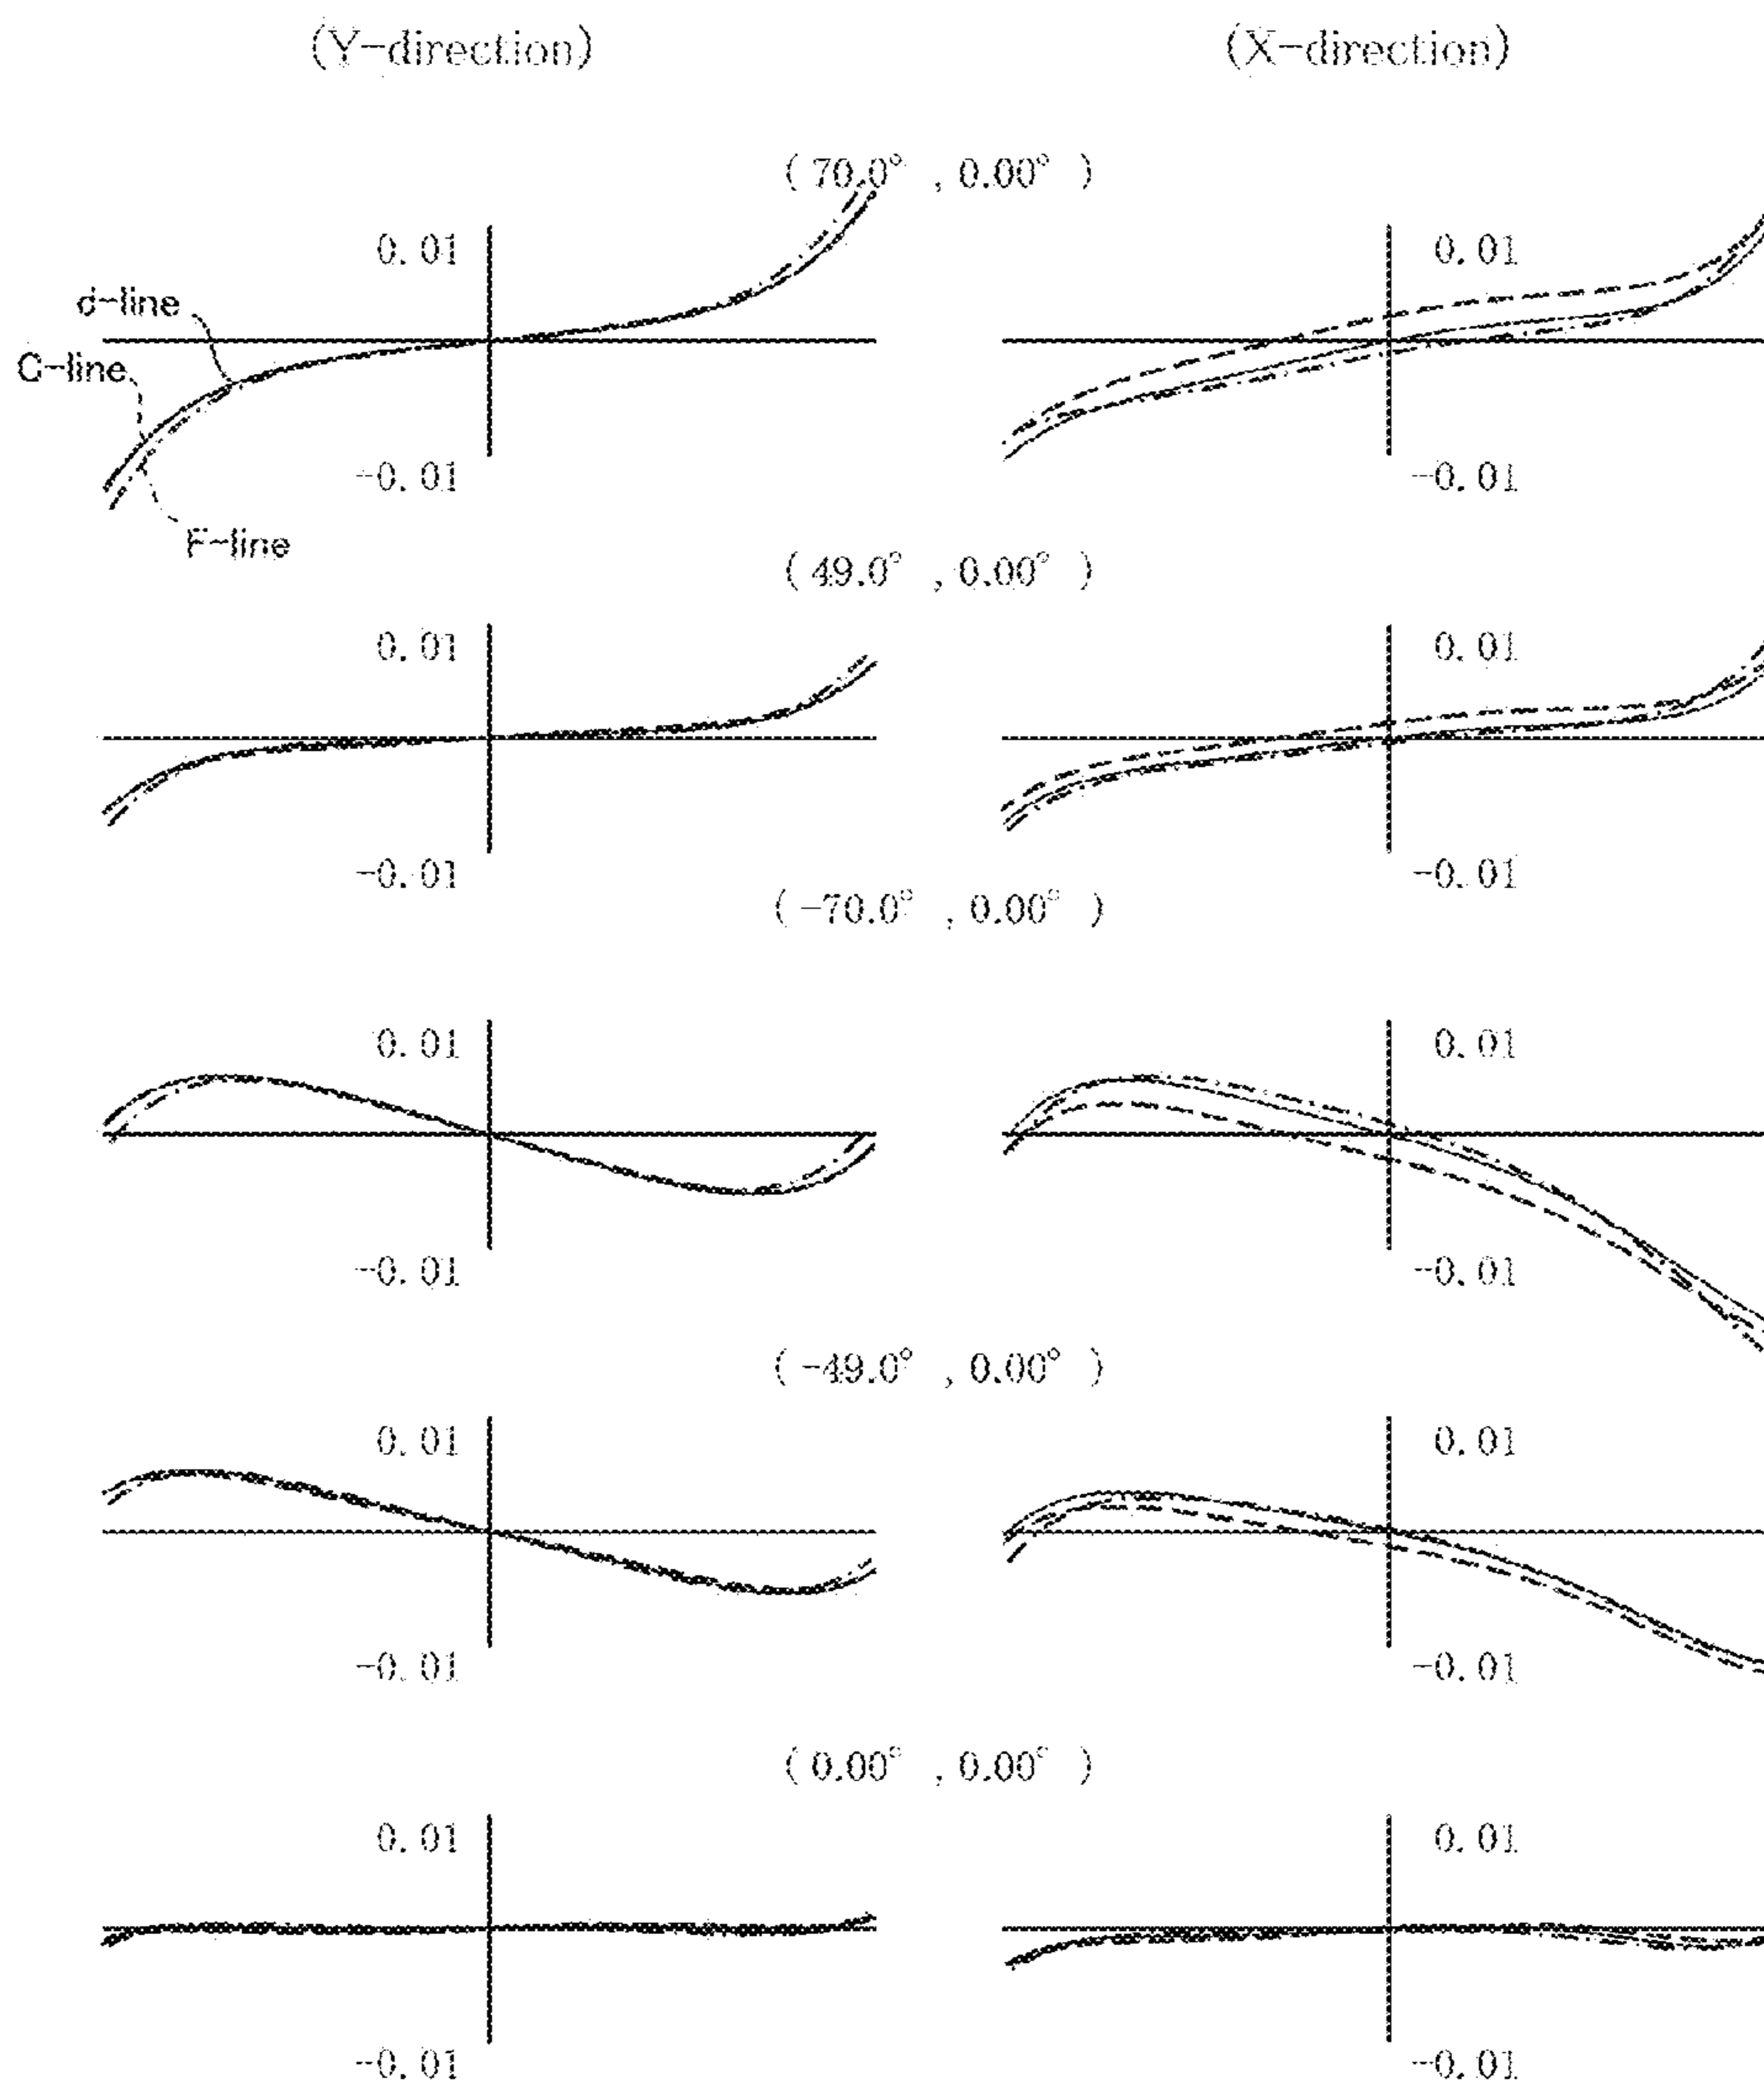 (Y-direction) (X-direction)
(70.0° , 0.00° )
0.01 0.01
d-line
C-line
-0.01 -0.01
F-line
(49.0° , 0.00° )
0.01 0.01
-0.01 -0.01
(-70.0° , 0.00° )
0.01 0.01
-0.01 -0.01
(-49.0° , 0.00° )
0.01 0.01
-0.01 -0.01
(0.00° , 0.00° )
0.01 0.01
-0.01 -0.01